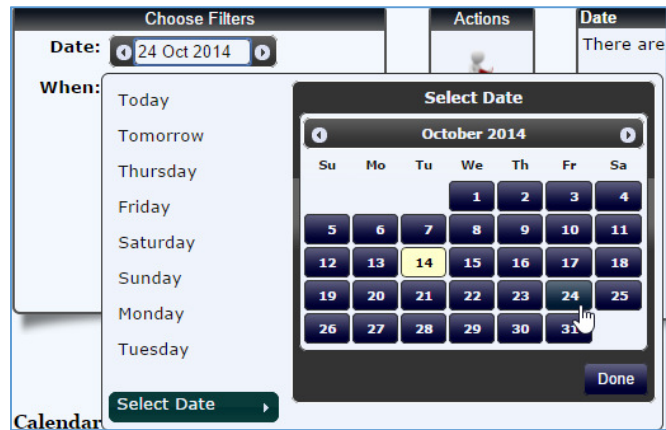 Choose Filters
Actions
Date
Date: 24 Oct 2014
There are
When:
Today
Tomorrow
Thursday
Friday
Saturday
Sunday
Monday
Tuesday
Select Date
Select Date
October 2014
Su Mo Tu We Th Fr Sa
1 2 3 4
5 6 7 8 9 10 11
12 13 14 15 16 17 18
19 20 21 22 23 24 25
26 27 28 29 30 31
Done
Calendar